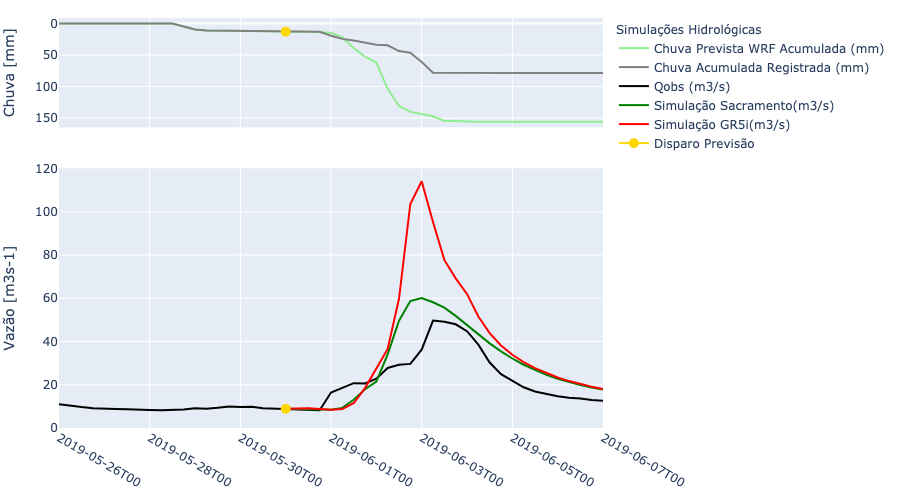 Chuva [mm]
0
50
100
150
Simulações Hidrológicas
Chuva Prevista WRF Acumulada (mm)
Chuva Acumulada Registrada (mm)
Qobs (m3/s)
Simulação Sacramento(m3/s)
Simulação GR5i(m3/s)
Disparo Previsão
Vazão [m3s-1]
120
100
80
60
40
20
0
2019-05-26T00
2019-05-28T00
2019-05-30T00
2019-06-01T00
2019-06-03T00
2019-06-05T00
2019-06-07T00